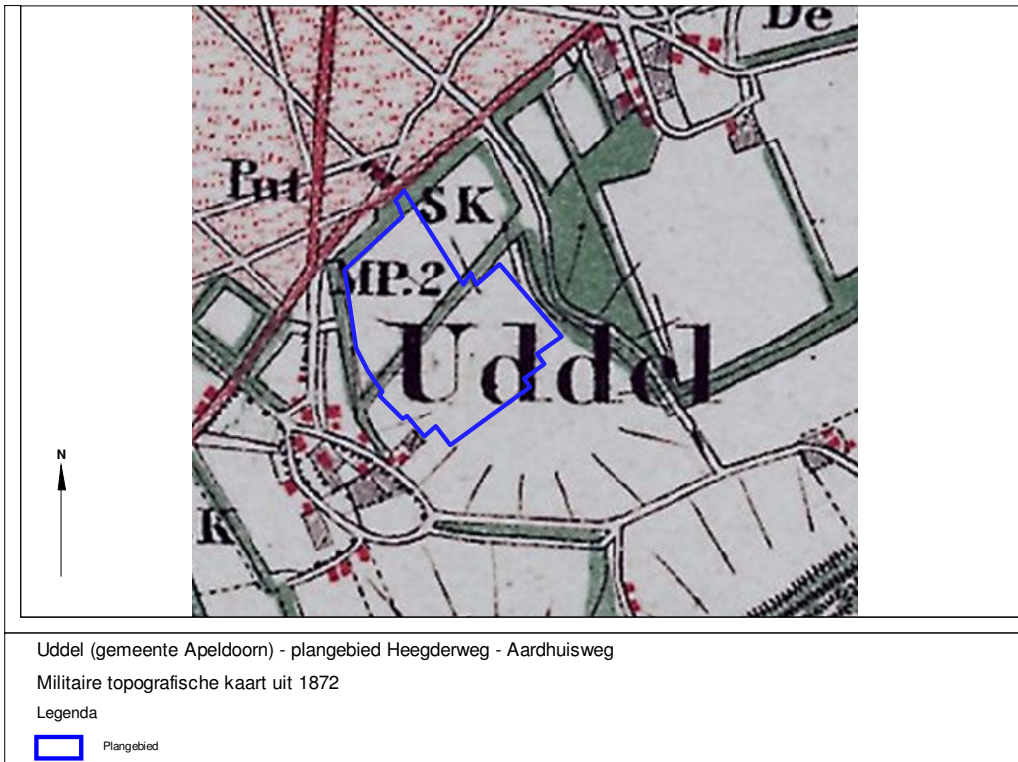 De
Put
SK
MP.2
Uddel
N
K
Uddel (gemeente Apeldoorn) - plangebied Heegderweg - Aardhuisweg
Militaire topografische kaart uit 1872
Legenda
Plangebied